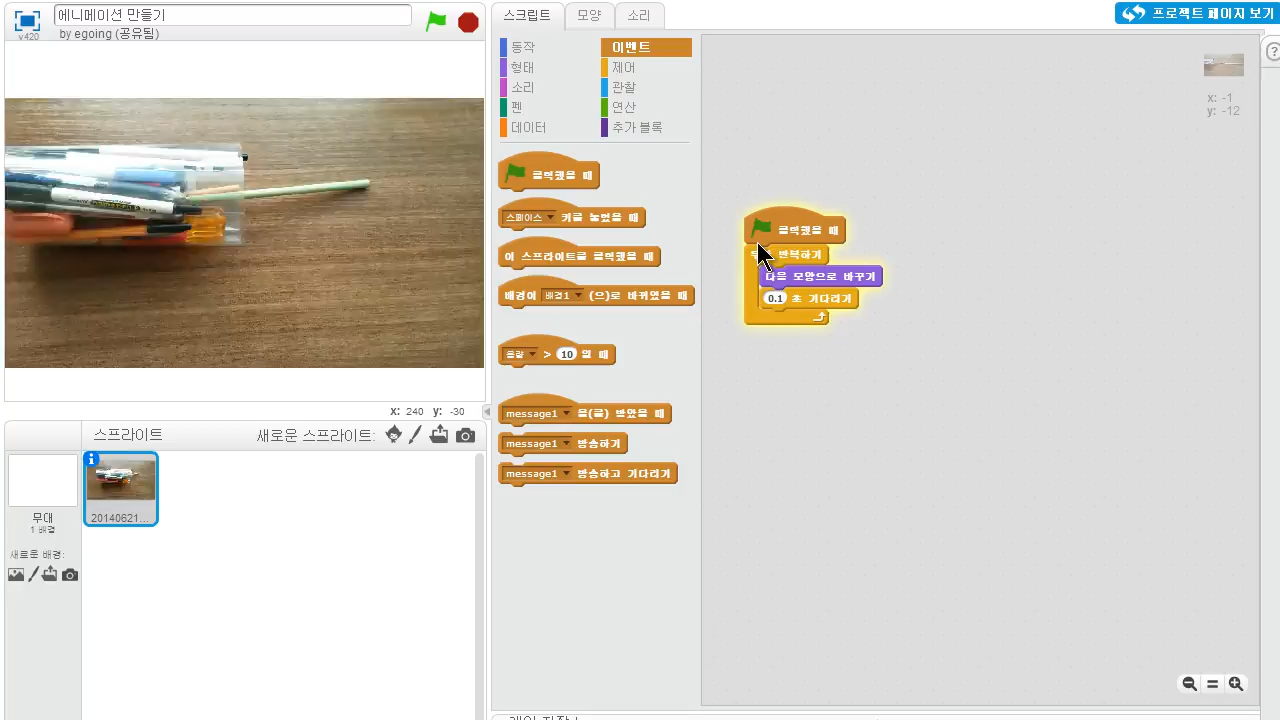 에니메이션 만들기
by egoing (공유됨)
v420
스크립트
모양
소리
프로젝트 페이지 보기
동작
이벤트
형태
제어
소리
관찰
펜
연산
데이터
추가 블록
클릭했을 때
스페이스 키를 눌렀을 때
이 스프라이트를 클릭했을 때
배경이 배경1 (으)로 바뀌었을 때
음량 > 10 일 때
message1 을(를) 받았을 때
message1 방송하기
message1 방송하고 기다리기
x: -1
y: -12
클릭했을 때
반복하기
다음 모양으로 바꾸기
0.1 초 기다리기
x: 240 y: -30
스프라이트
새로운 스프라이트:
무대
1 배경
20140621...
새로운 배경: